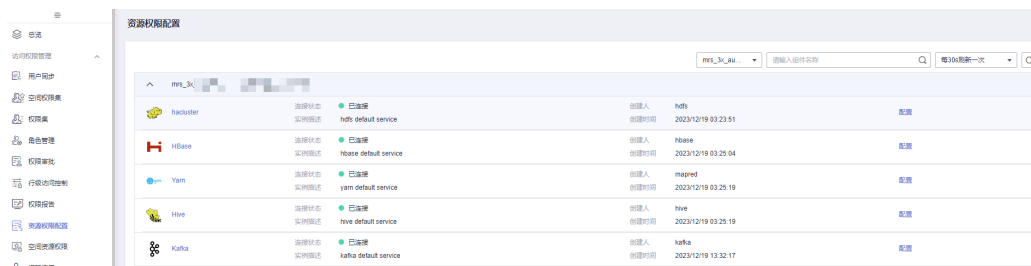 资源权限配置
总览
访问权限管理
用户同步
空间权限集
权限集
角色管理
权限审批
行级访问控制
权限报告
资源权限配置
空间资源权限
mrs_3x_au...
请输入组件名称
每30s刷新一次
mrs_3x
hacluster
连接状态 已连接
创建人 hdfs
配置
实例描述 hdfs default service
创建时间 2023/12/19 03:23:51
HBase
连接状态 已连接
创建人 hbase
配置
实例描述 hbase default service
创建时间 2023/12/19 03:25:04
Yarn
连接状态 已连接
创建人 mapred
配置
实例描述 yarn default service
创建时间 2023/12/19 03:25:19
Hive
连接状态 已连接
创建人 hive
配置
实例描述 hive default service
创建时间 2023/12/19 03:25:19
Kafka
连接状态 已连接
创建人 kafka
配置
实例描述 kafka default service
创建时间 2023/12/19 13:32:17